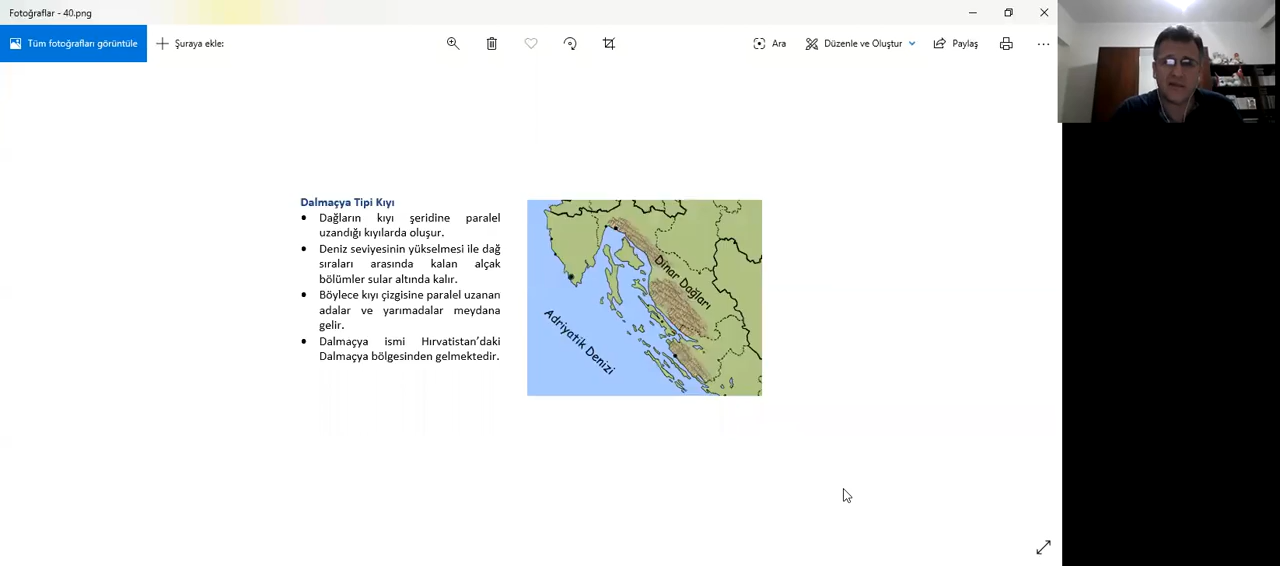 Fotoğraflar - 40.png
Tüm fotoğrafları görüntüle
Şuraya ekle:
Ara
Düzenle ve Oluştur
Paylaş
Dalmaçya Tipi Kıyı
• Dağların kıyı şeridine paralel
uzandığı kıyılarda oluşur.
• Deniz seviyesinin yükselmesi ile dağ
sıraları arasında kalan alçak
bölümler sular altında kalır.
• Böylece kıyı çizgisine paralel uzanan
adalar ve yarımadalar meydana
gelir.
• Dalmaçya ismi Hırvatistan’daki
Dalmaçya bölgesinden gelmektedir.
Dinar Dağları
Adriyatik Denizi